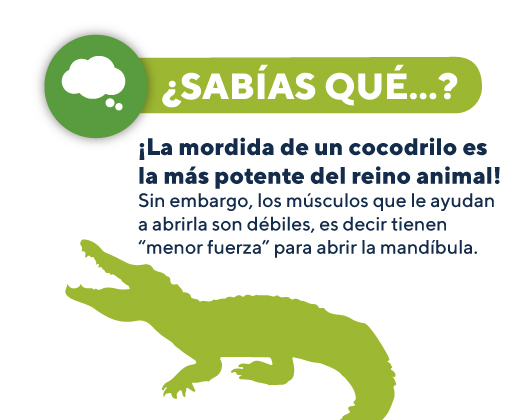 ¿SABÍAS QUÉ...?
¡La mordida de un cocodrilo es
la más potente del reino animal!
Sin embargo, los músculos que le ayudan
a abrirla son débiles, es decir tienen
“menor fuerza” para abrir la mandíbula.